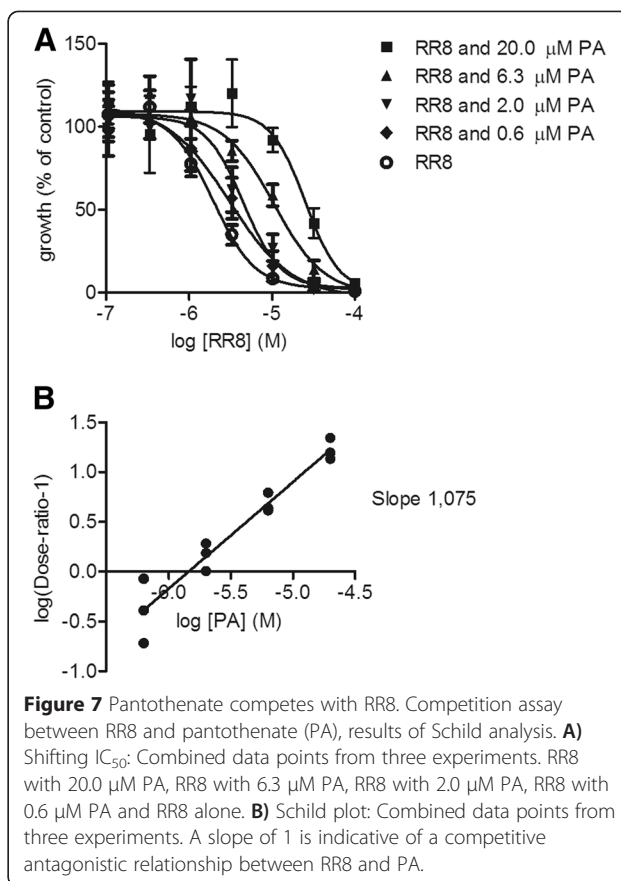 A
RR8 and 20.0 µM PA
RR8 and 6.3 µM PA
RR8 and 2.0 µM PA
RR8 and 0.6 µM PA
RR8
growth (% of control)
150
100
50
0
-7 -6 -5 -4
log [RR8] (M)
B
log(Dose-ratio-1)
1.5
1.0
0.5
0.0
-0.5
-1.0
-6.0 -5.5 -5.0 -4.5
log [PA] (M)
Slope 1,075
Figure 7 Pantothenate competes with RR8. Competition assay
between RR8 and pantothenate (PA), results of Schild analysis. A)
Shifting IC50: Combined data points from three experiments. RR8
with 20.0 µM PA, RR8 with 6.3 µM PA, RR8 with 2.0 µM PA, RR8 with
0.6 µM PA and RR8 alone. B) Schild plot: Combined data points from
three experiments. A slope of 1 is indicative of a competitive
antagonistic relationship between RR8 and PA.